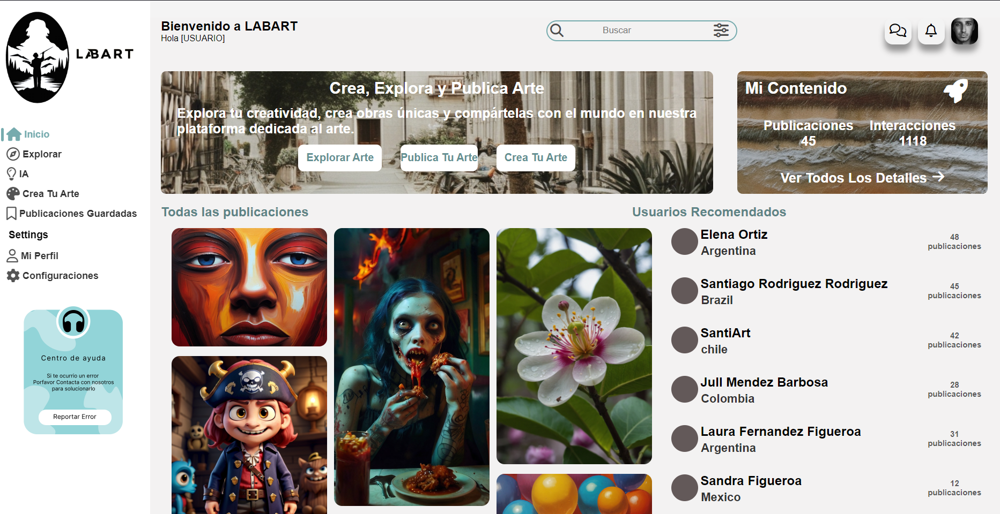 LABART
Inicio
Explorar
IA
Crea Tu Arte
Publicaciones Guardadas
Settings
Mi Perfil
Configuraciones
Centro de ayuda
Si te ocurrio un error
Porfavor Contacta con nosotros
para solucionarlo
Reportar Error
Bienvenido a LABART
Hola [USUARIO]
Buscar
Crea, Explora y Publica Arte
Explora tu creatividad, crea obras únicas y compártelas con el mundo en nuestra
plataforma dedicada al arte.
Explorar Arte
Publica Tu Arte
Crea Tu Arte
Mi Contenido
Publicaciones
45
Interacciones
1118
Ver Todos Los Detalles
Todas las publicaciones
Usuarios Recomendados
Elena Ortiz
Argentina
48
publicaciones
Santiago Rodriguez Rodriguez
Brazil
45
publicaciones
SantiArt
chile
42
publicaciones
Jull Mendez Barbosa
Colombia
28
publicaciones
Laura Fernandez Figueroa
Argentina
31
publicaciones
Sandra Figueroa
Mexico
12
publicaciones